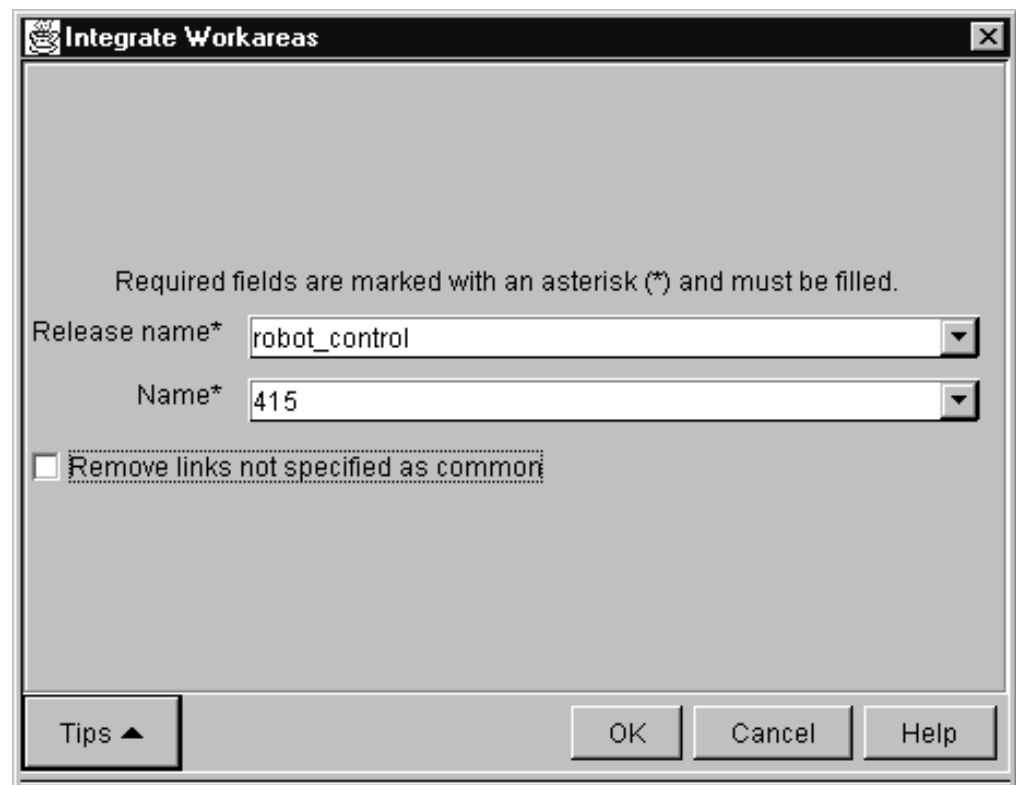 Integrate Workareas
Required fields are marked with an asterisk (*) and must be filled.
Release name* robot_control
Name* 415
Remove links not specified as common
Tips OK Cancel Help